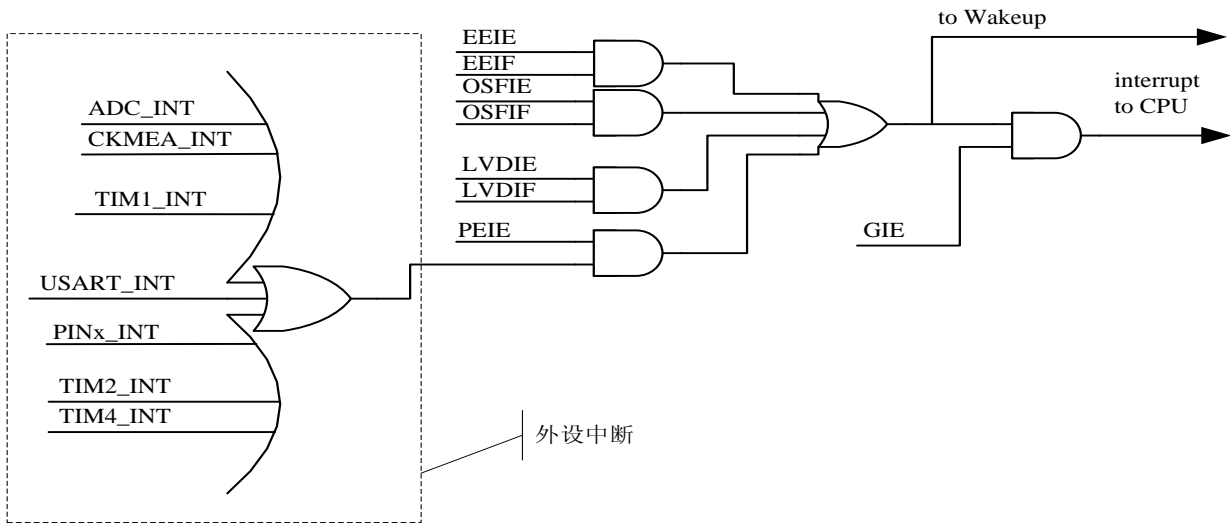 ADC_INT
CKMEA_INT
TIM1_INT
USART_INT
PINx_INT
TIM2_INT
TIM4_INT
外设中断
EEIE
EEIF
OSFIE
OSFIF
LVDIE
LVDIF
PEIE
GIE
to Wakeup
interrupt
to CPU